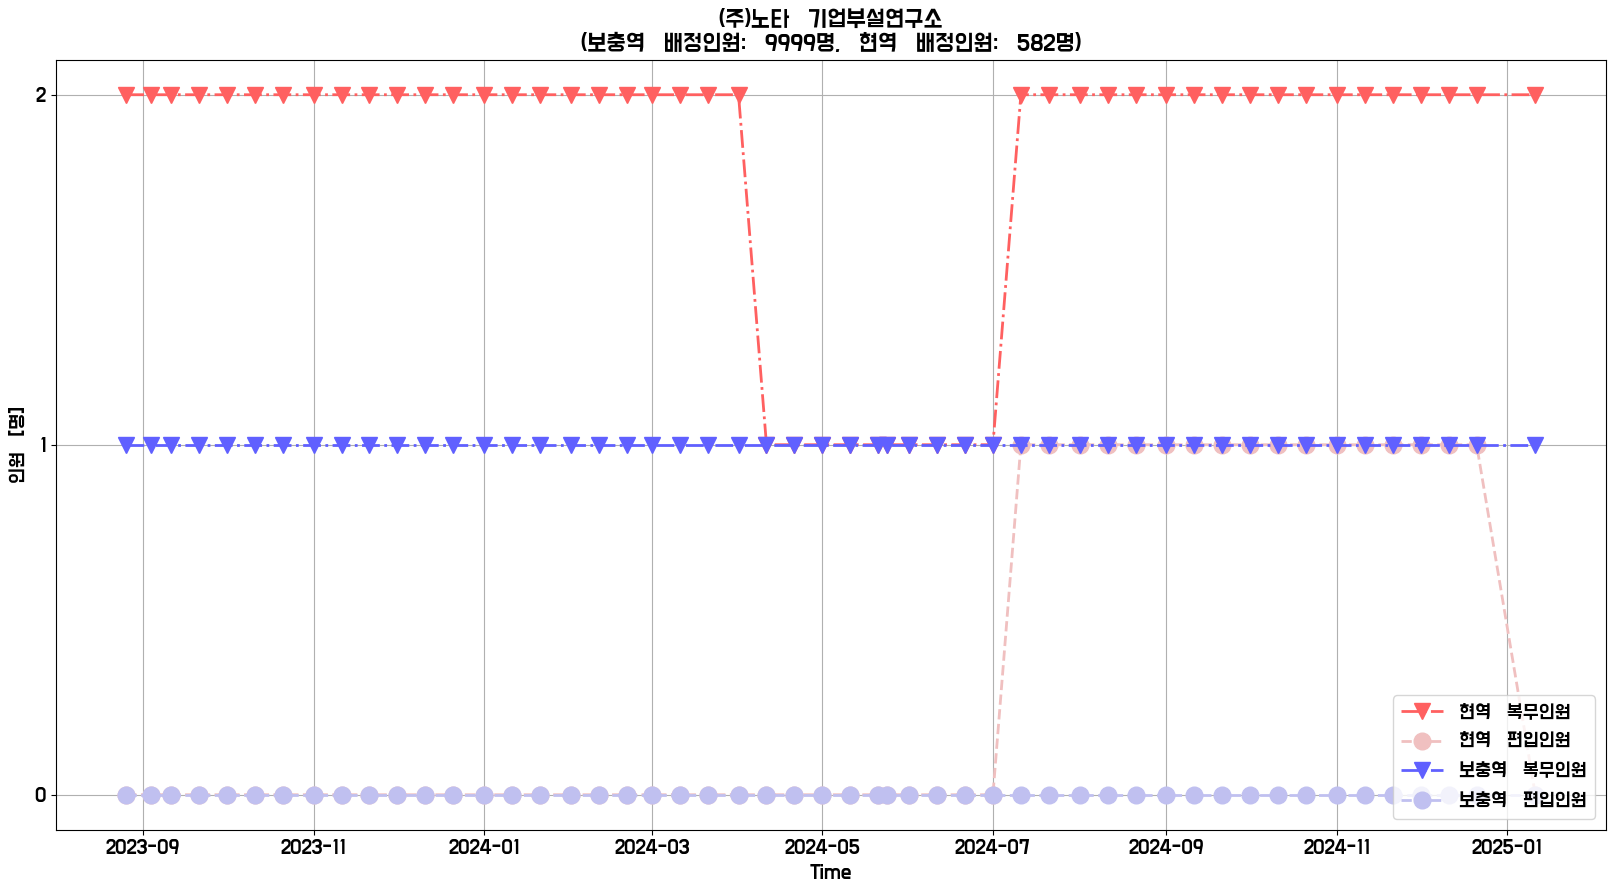 (주)노타 기업부설연구소
(보충역 배정인원: 9999명, 현역 배정인원: 582명)
인원 [명]
2
1
0
2023-09
2023-11
2024-01
2024-03
2024-05
2024-07
2024-09
2024-11
2025-01
Time
현역 복무인원
현역 편입인원
보충역 복무인원
보충역 편입인원